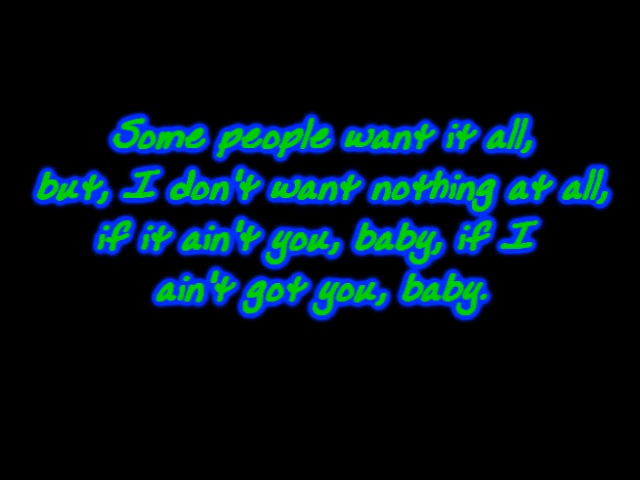 Some people want it all,
but, I don't want nothing at all,
if it ain't you, baby, if I
ain't got you, baby.